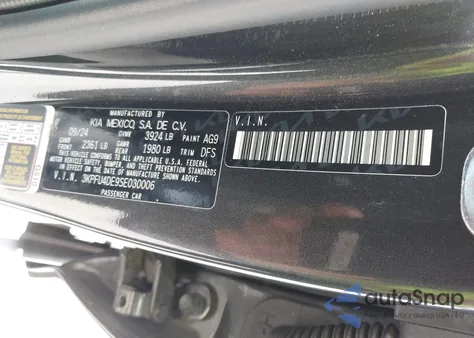 MANUFACTURED BY
KIA MEXICO, S.A. DE C.V.
09/24 GVWR 3924 LB PAINT AG9
GAWR FRONT 2361 LB GAWR REAR 1980 LB TRIM DFS
THIS VEHICLE CONFORMS TO ALL APPLICABLE U.S. FEDERAL
MOTOR VEHICLE SAFETY, BUMPER, AND THEFT PREVENTION
STANDARDS IN EFFECT ON THE DATE OF MANUFACTURE SHOWN ABOVE.
V.I.N. 3KPFU4DE9SE030006
PASSENGER CAR
V.I.N.
autoSnap